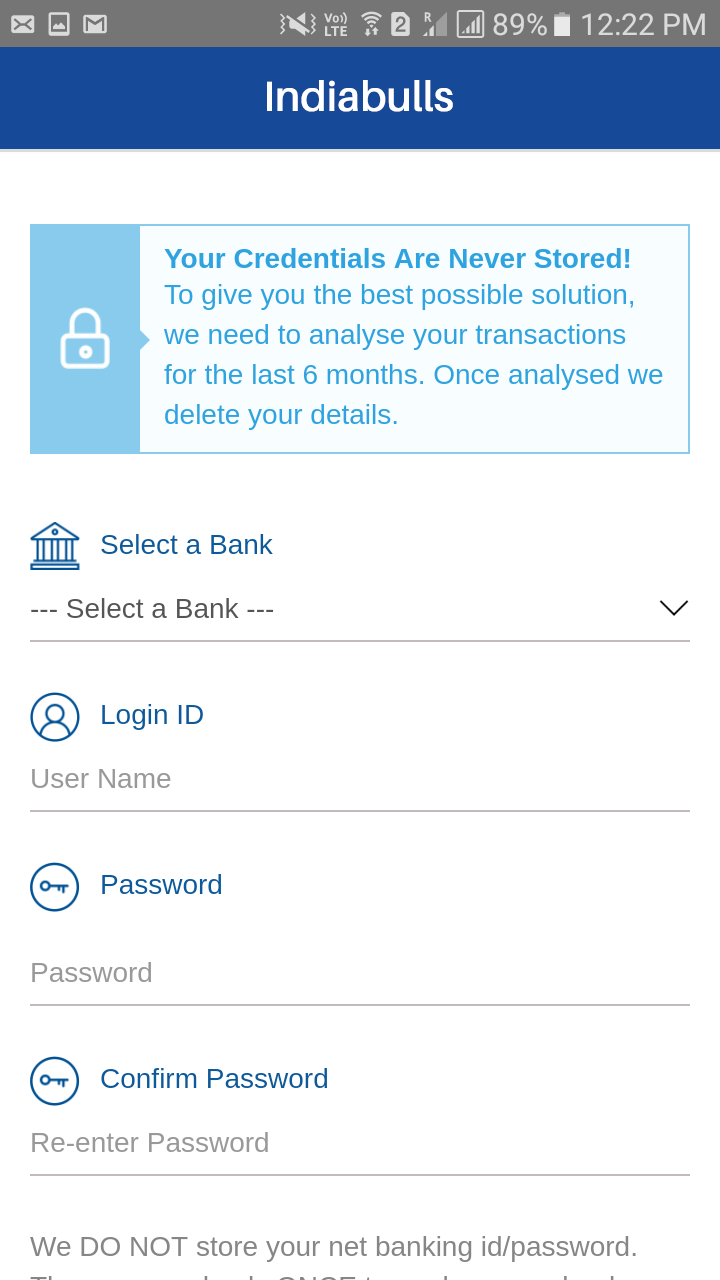 Vo)) LTE 2 R 89% 12:22 PM
Indiabulls
Your Credentials Are Never Stored!
To give you the best possible solution,
we need to analyse your transactions
for the last 6 months. Once analysed we
delete your details.
Select a Bank
--- Select a Bank ---
Login ID
User Name
Password
Password
Confirm Password
Re-enter Password
We DO NOT store your net banking id/password.